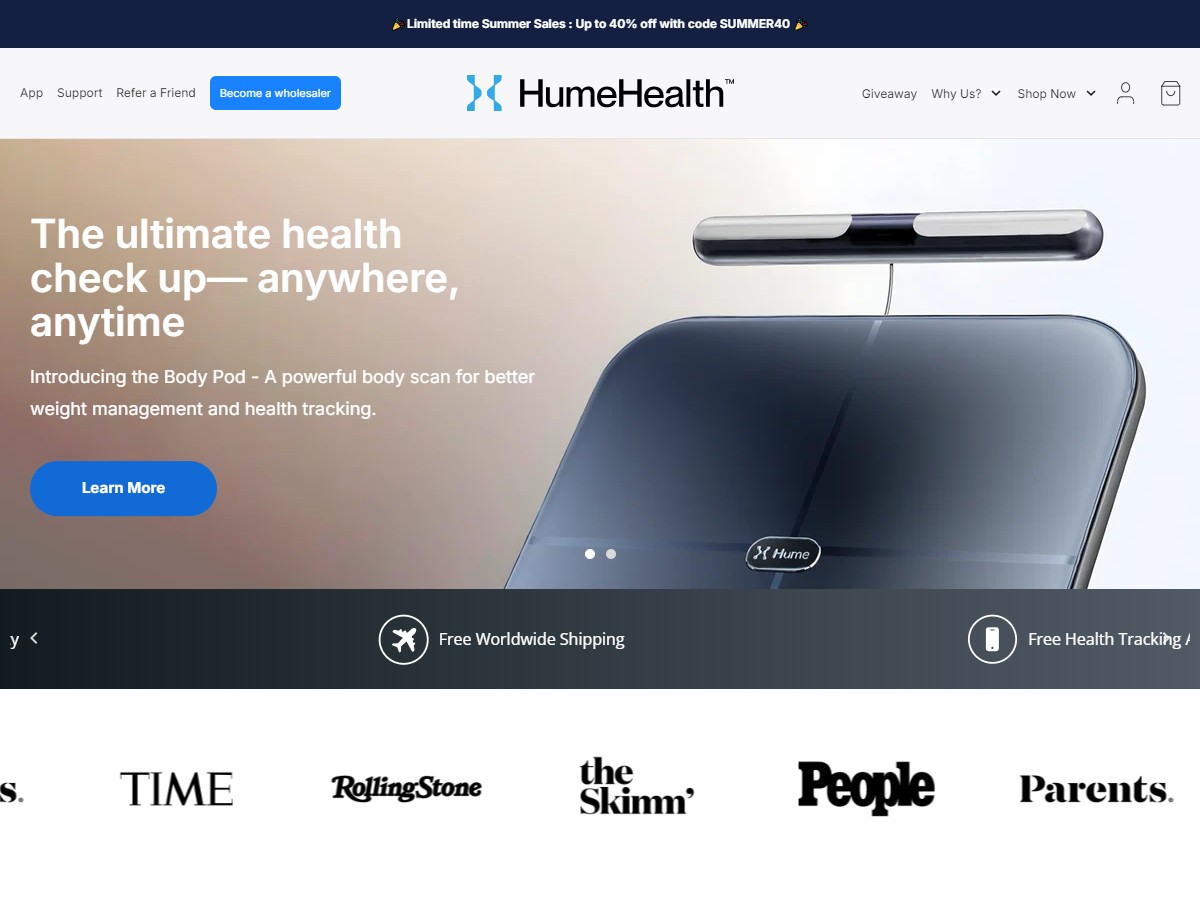 🎉 Limited time Summer Sales : Up to 40% off with code SUMMER40 🎉
App Support Refer a Friend Become a wholesaler
HumeHealth™
Giveaway Why Us? Shop Now
The ultimate health
check up— anywhere,
anytime
Introducing the Body Pod - A powerful body scan for better
weight management and health tracking.
Learn More
Hume
y
Free Worldwide Shipping
Free Health Tracking A
s.
TIME
RollingStone
the
Skimm’
People
Parents.